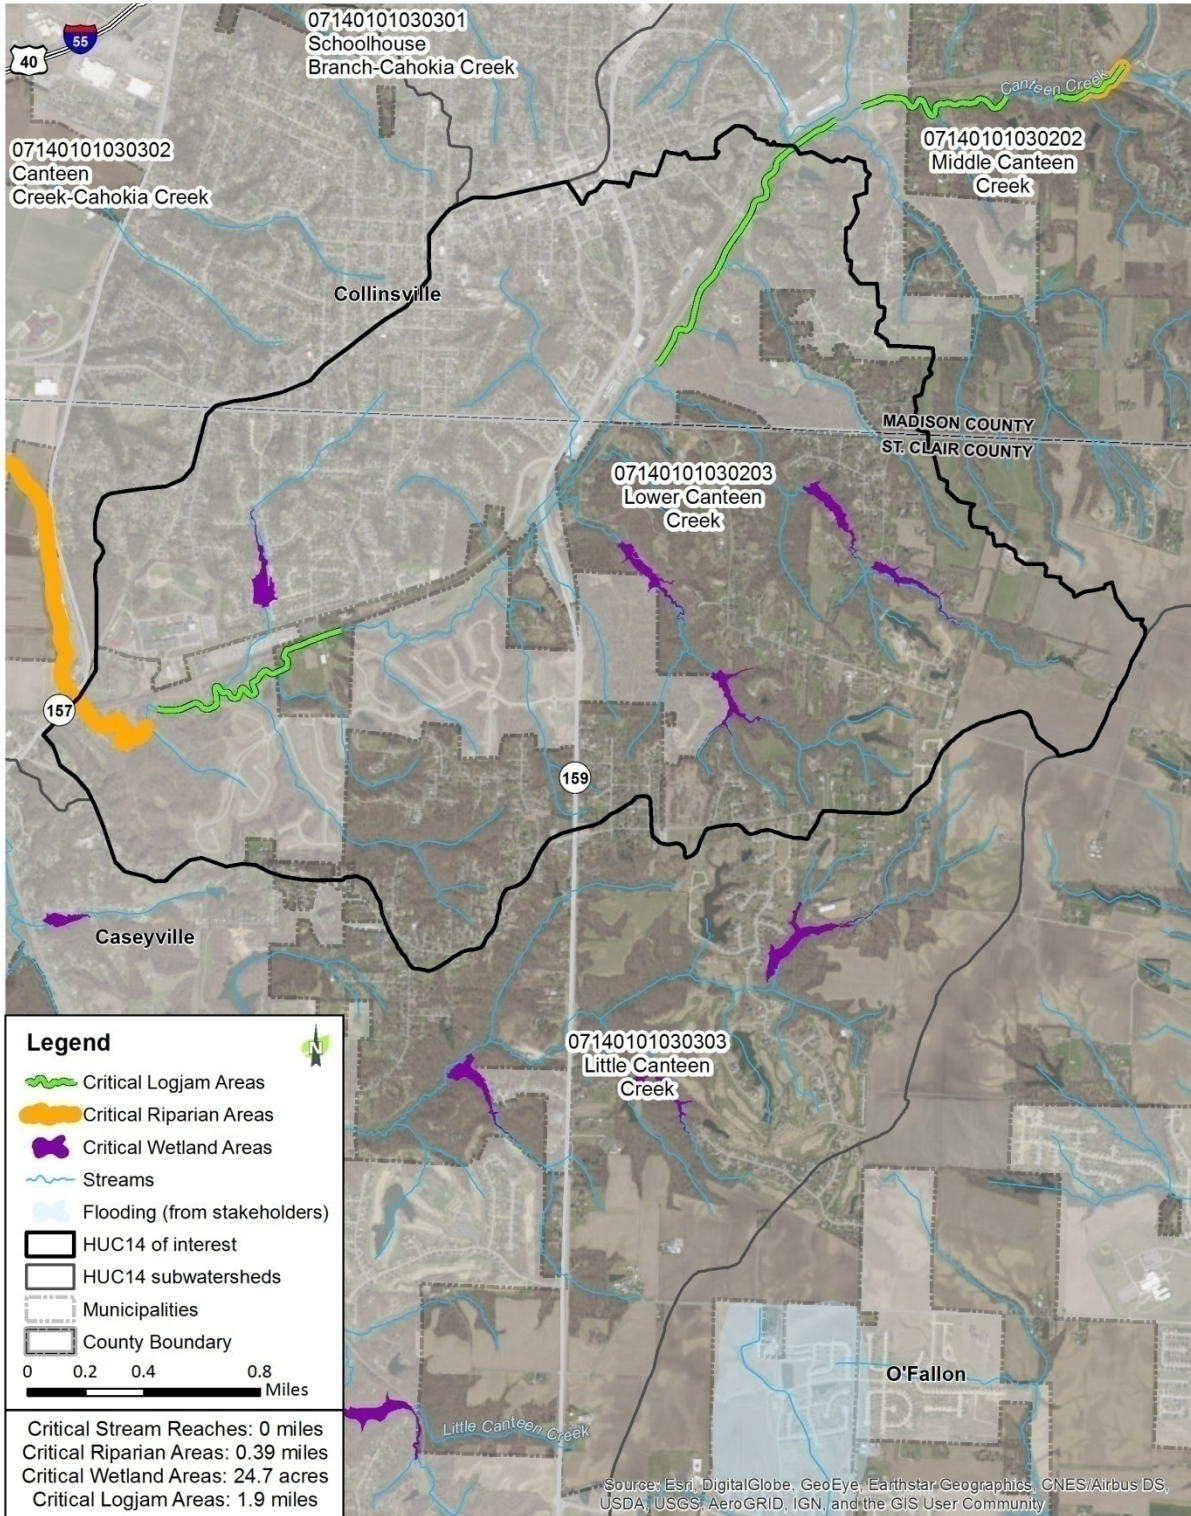 07140101030301
Schoolhouse
Branch-Cahokia Creek
55
40
Canteen Creek
07140101030302
Canteen
Creek-Cahokia Creek
07140101030202
Middle Canteen
Creek
Collinsville
MADISON COUNTY
ST. CLAIR COUNTY
07140101030203
Lower Canteen
Creek
157
159
Caseyville
07140101030303
Little Canteen
Creek
O'Fallon
Little Canteen Creek
Legend
N
Critical Logjam Areas
Critical Riparian Areas
Critical Wetland Areas
Streams
Flooding (from stakeholders)
HUC14 of interest
HUC14 subwatersheds
Municipalities
County Boundary
0 0.2 0.4 0.8
Miles
Critical Stream Reaches: 0 miles
Critical Riparian Areas: 0.39 miles
Critical Wetland Areas: 24.7 acres
Critical Logjam Areas: 1.9 miles
Source: Esri, DigitalGlobe, GeoEye, Earthstar Geographics, CNES/Airbus DS,
USDA, USGS, AeroGRID, IGN, and the GIS User Community